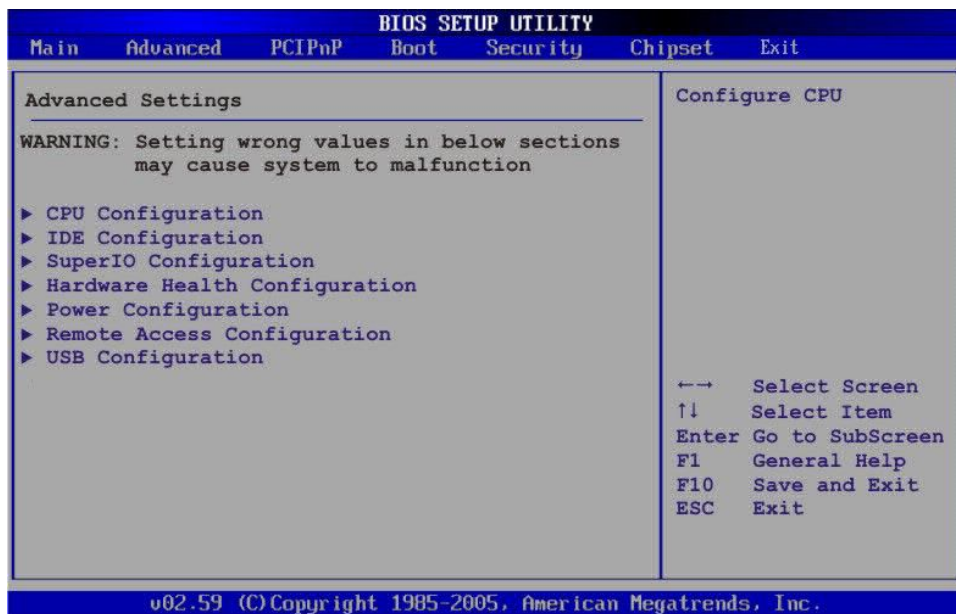 BIOS SETUP UTILITY
Main Advanced PCIPnP Boot Security Chipset Exit
Advanced Settings
WARNING: Setting wrong values in below sections
may cause system to malfunction
▶ CPU Configuration
▶ IDE Configuration
▶ SuperIO Configuration
▶ Hardware Health Configuration
▶ Power Configuration
▶ Remote Access Configuration
▶ USB Configuration
Configure CPU
←→ Select Screen
↑↓ Select Item
Enter Go to SubScreen
F1 General Help
F10 Save and Exit
ESC Exit
v02.59 (C)Copyright 1985-2005, American Megatrends, Inc.